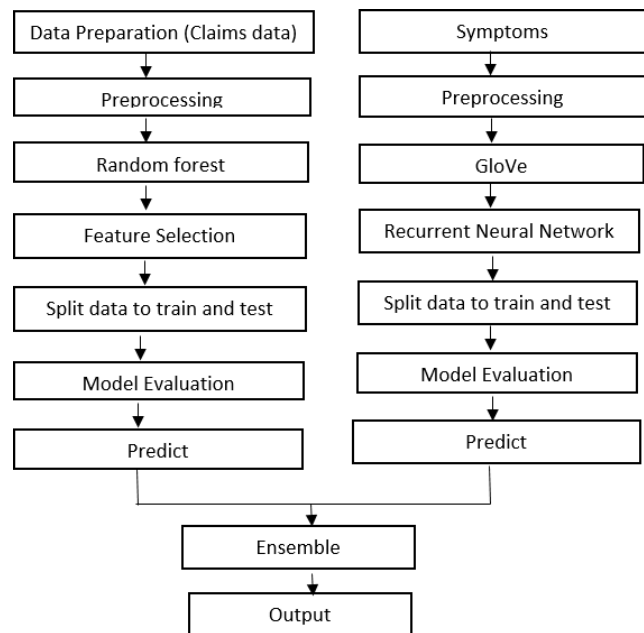 Data Preparation (Claims data)
Preprocessing
Random forest
Feature Selection
Split data to train and test
Model Evaluation
Predict
Symptoms
Preprocessing
GloVe
Recurrent Neural Network
Split data to train and test
Model Evaluation
Predict
Ensemble
Output